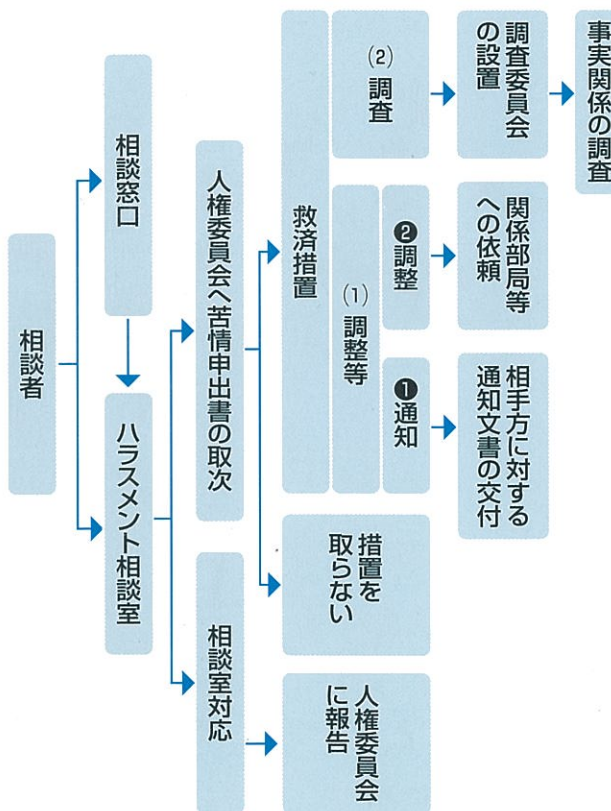 相談者
相談窓口
ハラスメント相談室
人権委員会へ苦情申出書の取次
相談室対応
救済措置
措置を
取らない
人権委員会
に報告
(1) 調整等
(2) 調査
❶通知
❷調整
相手方に対する
通知文書の交付
関係部局等
への依頼
調査委員会
の設置
事実関係の調査